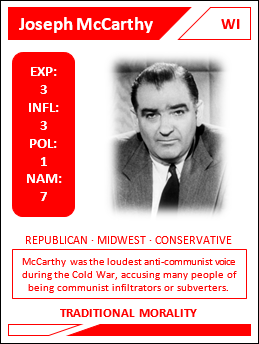 Joseph McCarthy
WI
EXP:
3
INFL:
3
POL:
1
NAM:
7
REPUBLICAN · MIDWEST · CONSERVATIVE
McCarthy was the loudest anti-communist voice
during the Cold War, accusing many people of
being communist infiltrators or subverters.
TRADITIONAL MORALITY